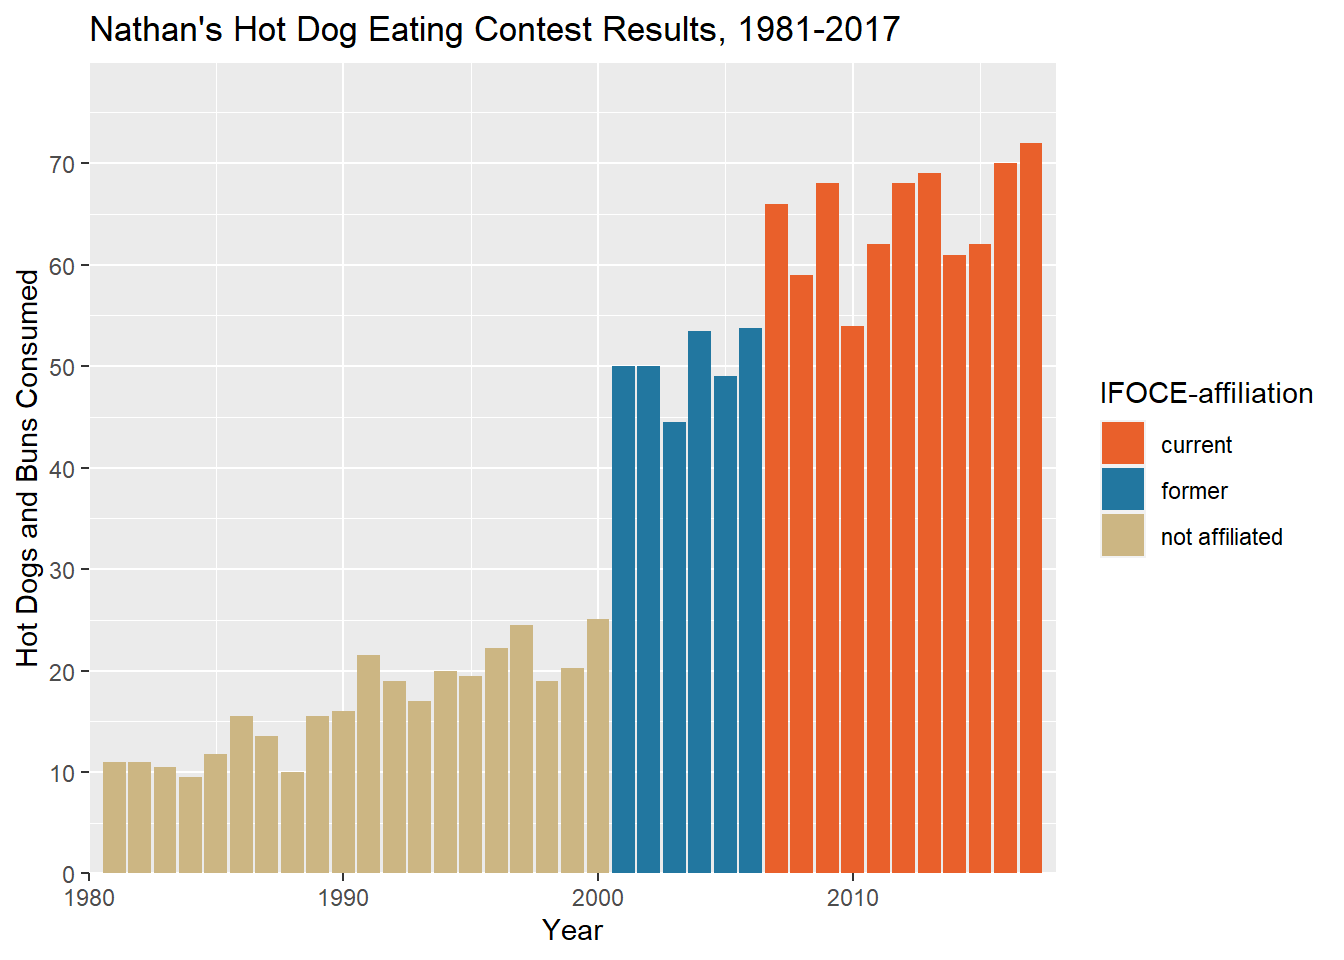 Nathan's Hot Dog Eating Contest Results, 1981-2017
Hot Dogs and Buns Consumed
70
60
50
40
30
20
10
0
1980
1990
2000
2010
Year
IFOCE-affiliation
current
former
not affiliated